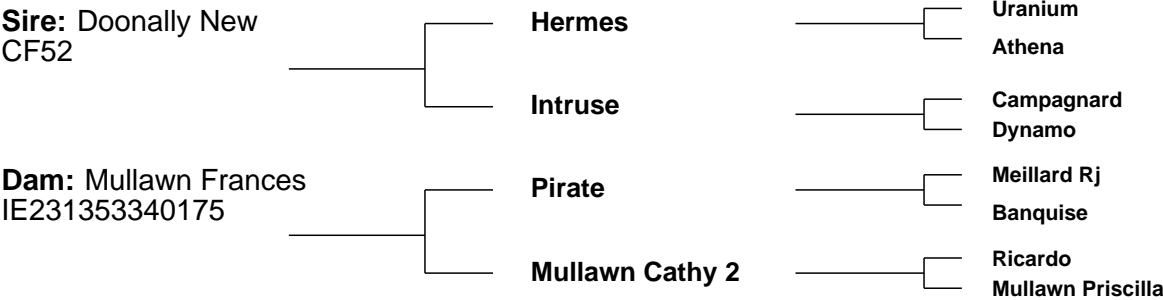 Sire: Doonally New
CF52
Hermes
Uranium
Athena
Intruse
Campagnard
Dynamo
Dam: Mullawn Frances
IE231353340175
Pirate
Meillard Rj
Banquise
Mullawn Cathy 2
Ricardo
Mullawn Priscilla